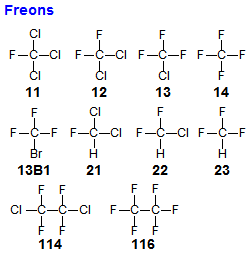 Freons
Cl F F F
F–C–Cl F–C–Cl F–C–F F–C–F
Cl Cl Cl F
11 12 13 14
F Cl F F
F–C–F F–C–Cl F–C–Cl F–C–F
Br H H H
13B1 21 22 23
F F F F
Cl–C–C–Cl F–C–C–F
F F F F
114 116